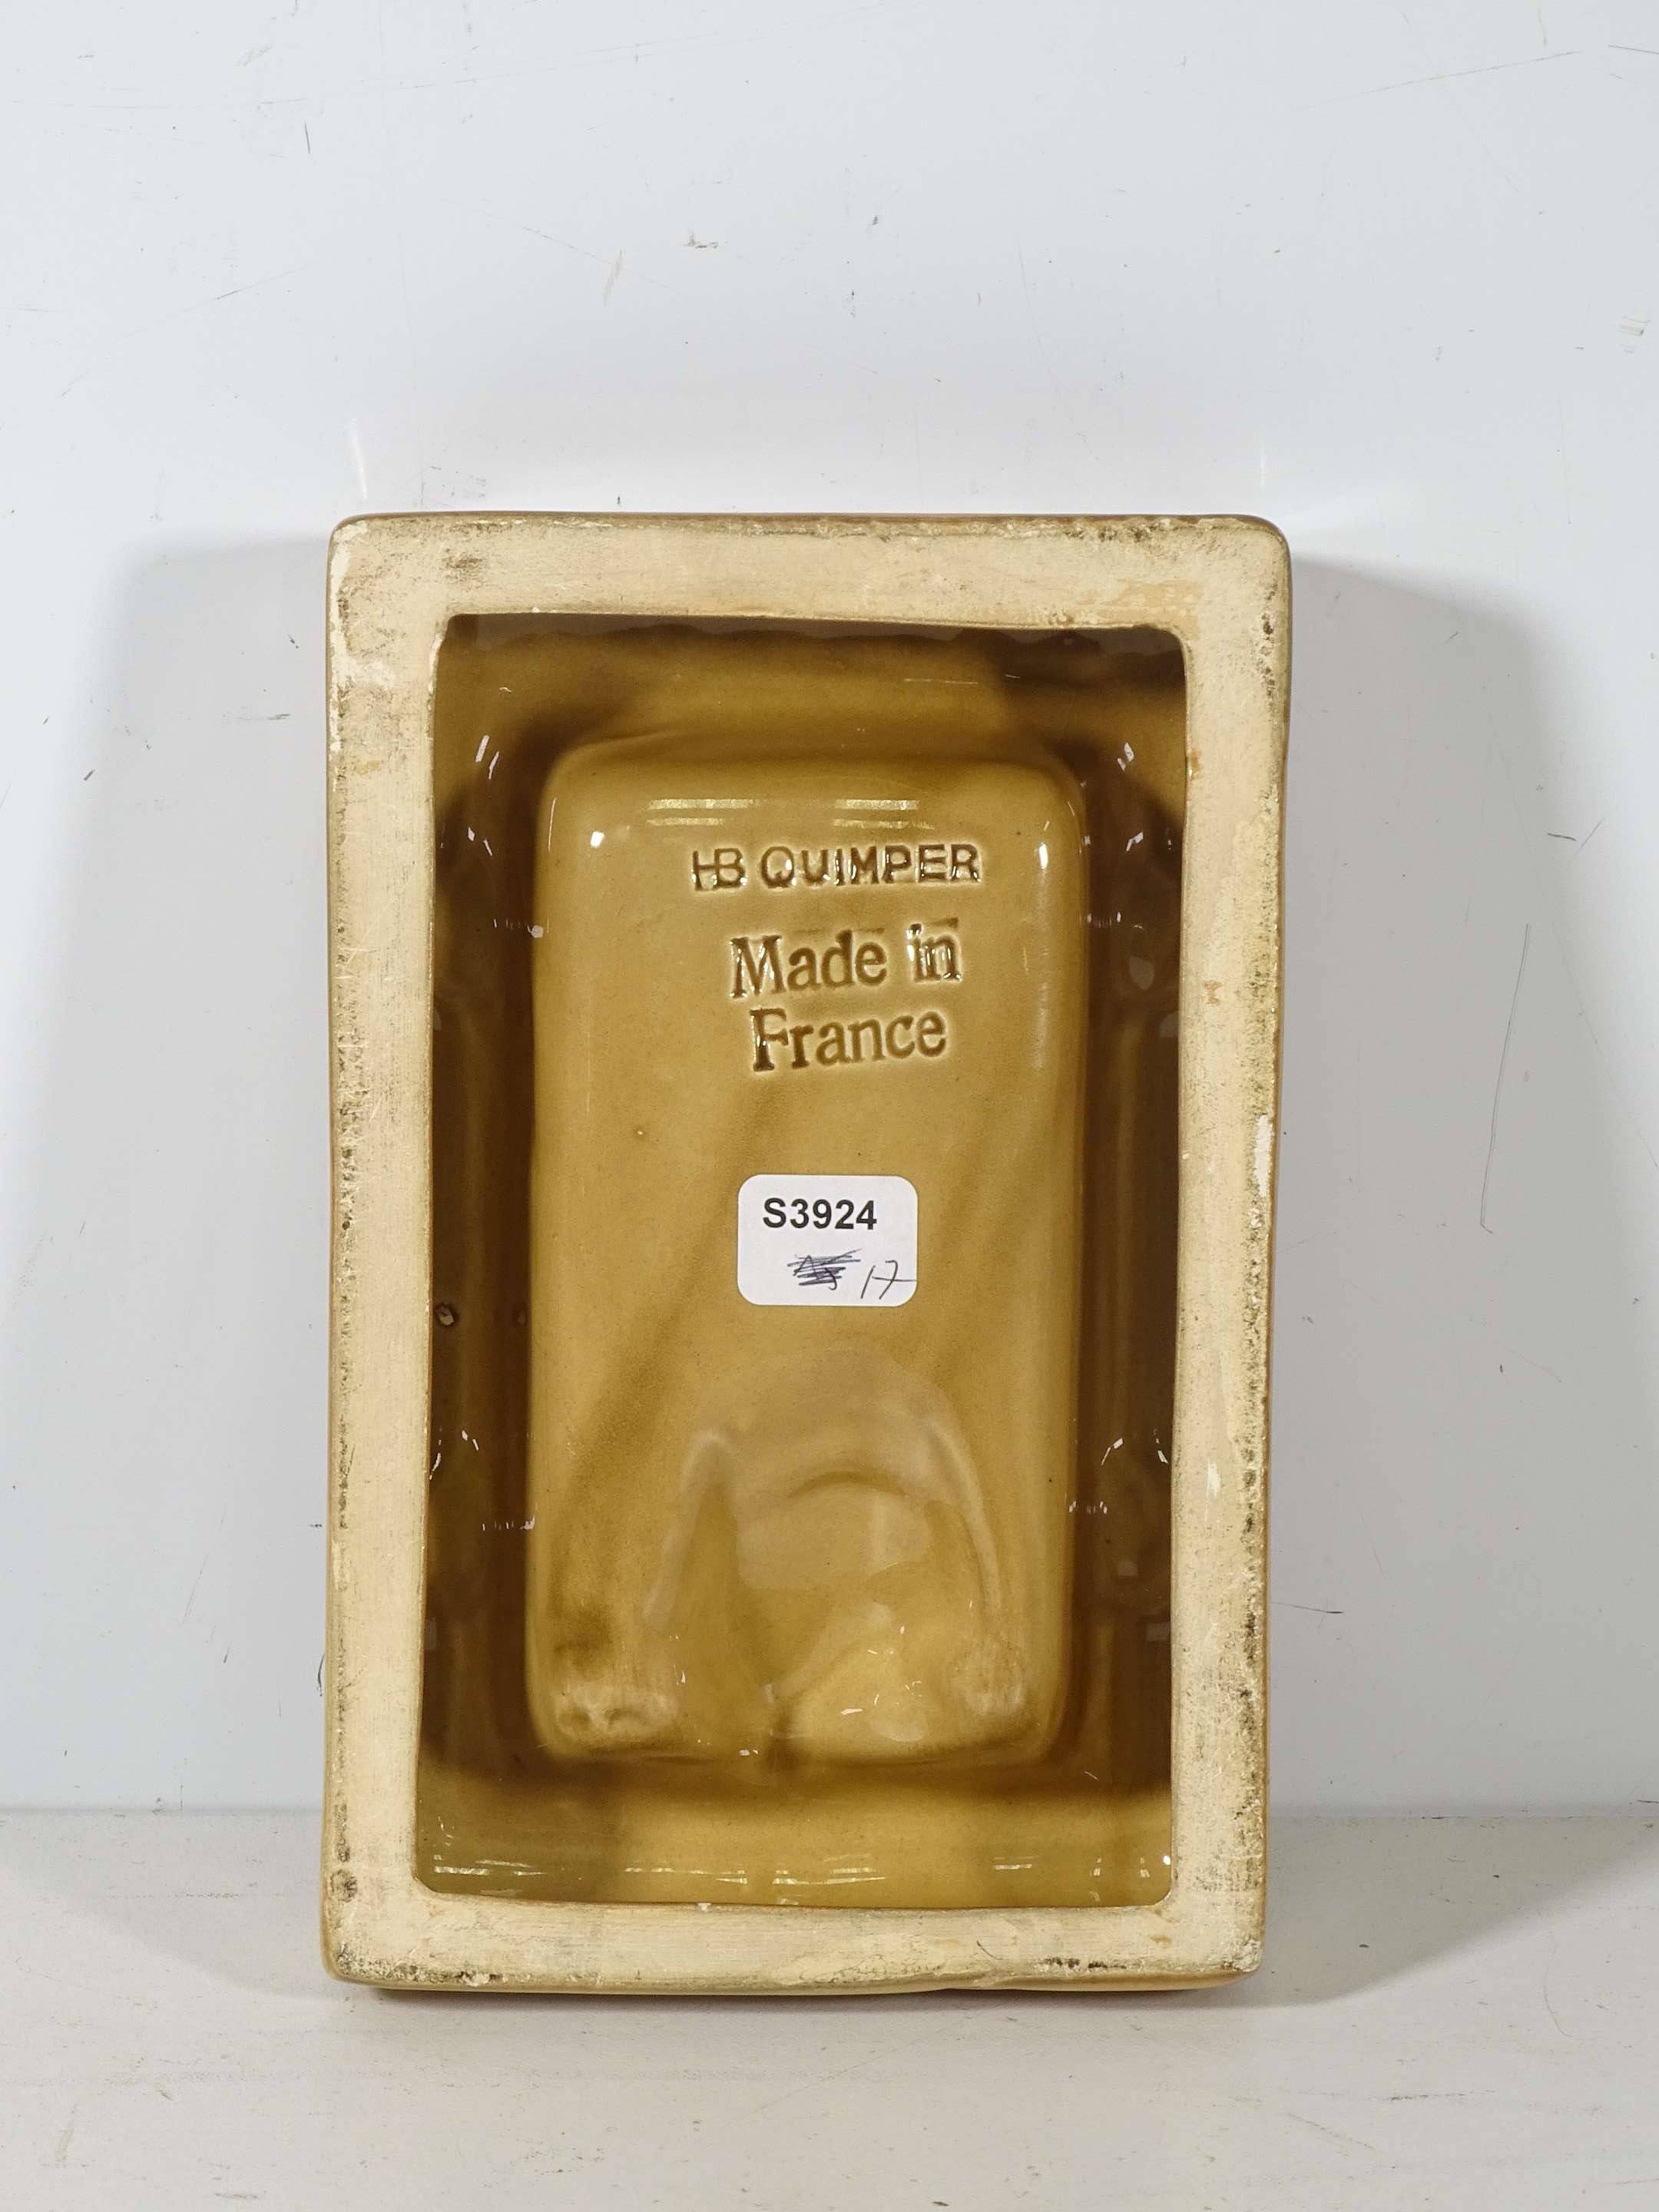 HB QUIMPER
Made in
France
S3924
17